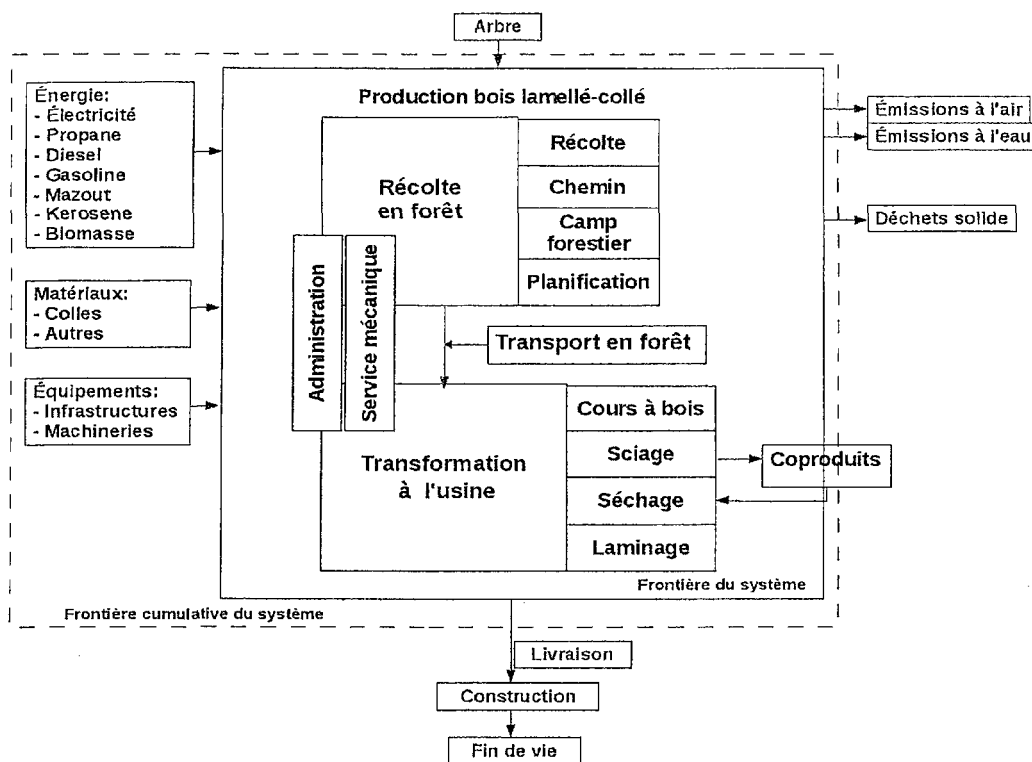 Arbre
Énergie:
- Électricité
- Propane
- Diesel
- Gasoline
- Mazout
- Kerosene
- Biomasse
Matériaux:
- Colles
- Autres
Équipements:
- Infrastructures
- Machineries
Production bois lamellé-collé
Récolte
en forêt
Récolte
Chemin
Camp
forestier
Planification
Administration
Service mécanique
Transport en forêt
Transformation
à l'usine
Cours à bois
Sciage
Séchage
Laminage
Coproduits
Émissions à l'air
Émissions à l'eau
Déchets solide
Frontière du système
Frontière cumulative du système
Livraison
Construction
Fin de vie